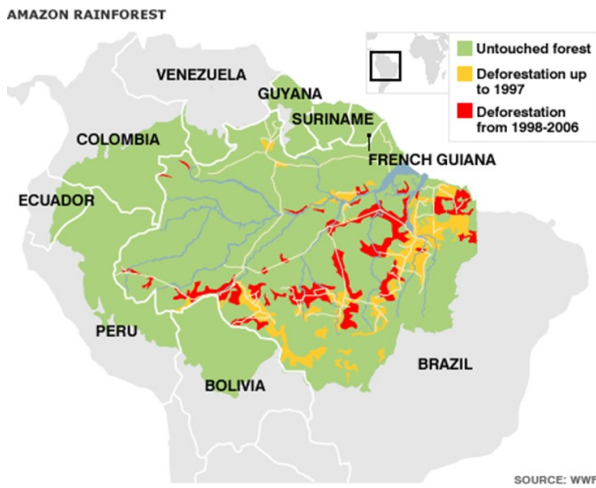 AMAZON RAINFOREST
Untouched forest
Deforestation up
to 1997
Deforestation
from 1998-2006
VENEZUELA
GUYANA
SURINAME
COLOMBIA
FRENCH GUIANA
ECUADOR
PERU
BRAZIL
BOLIVIA
SOURCE: WWF